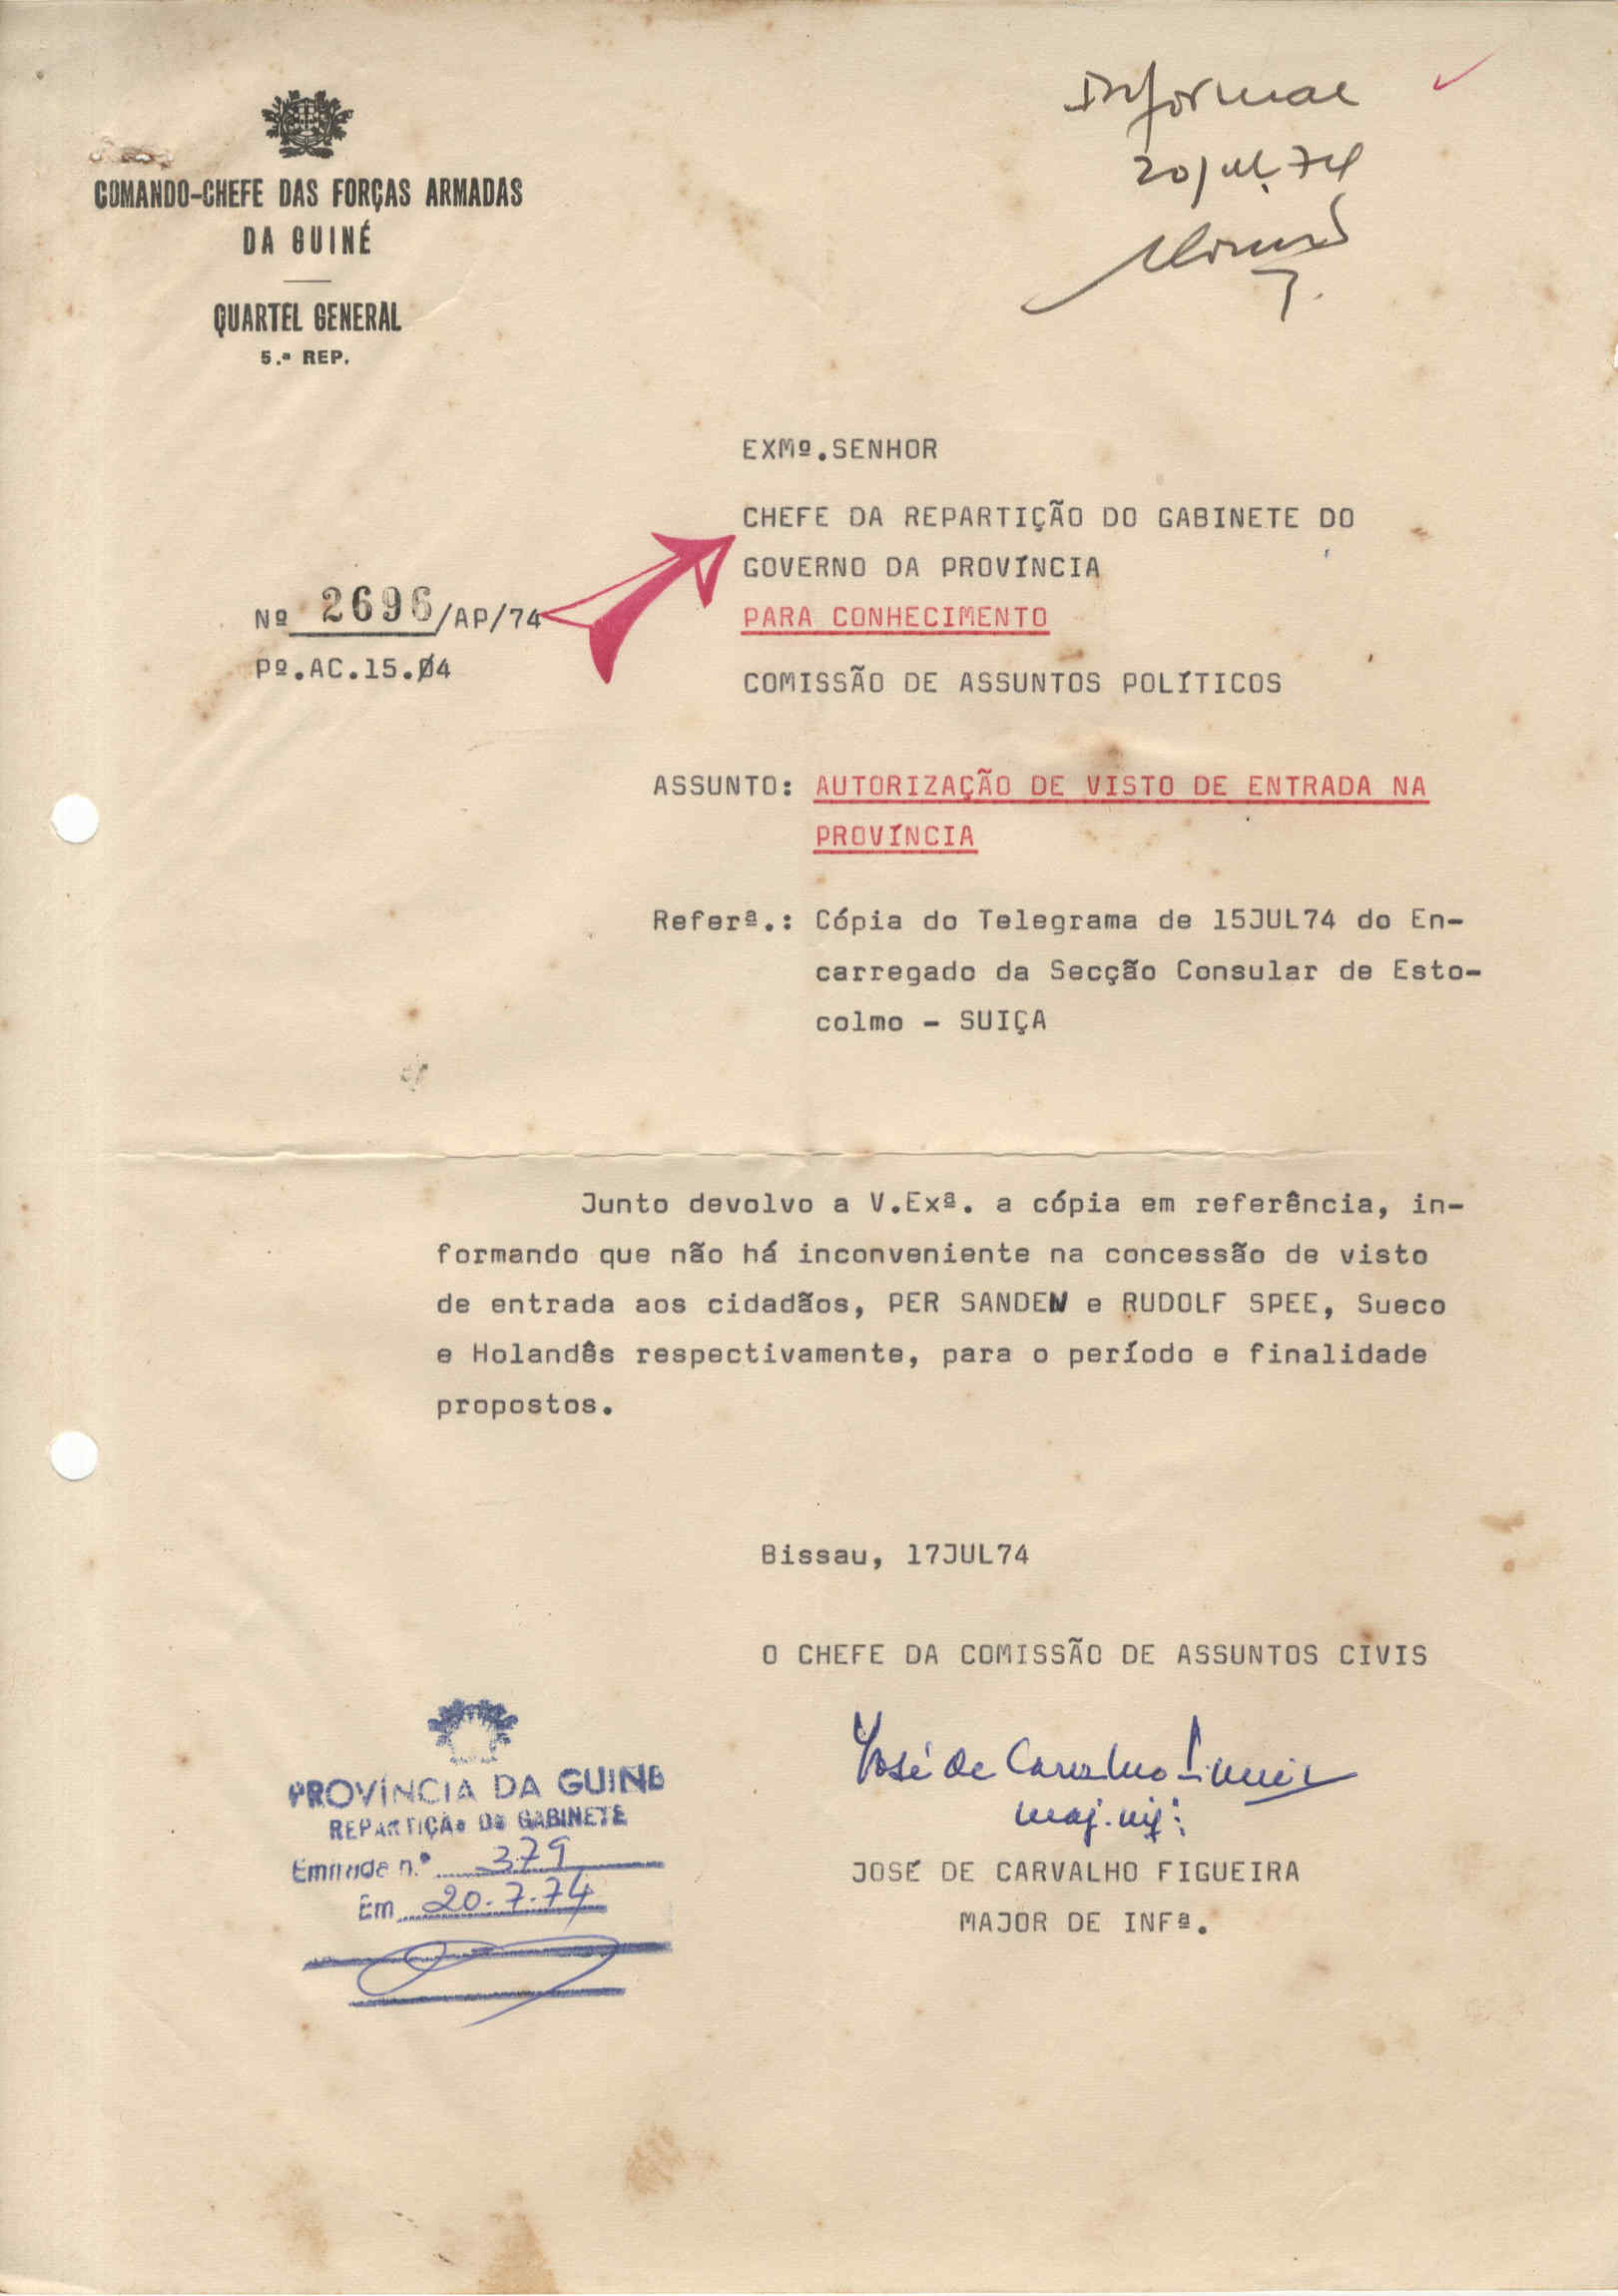 Informar
20 Jul. 74
COMANDO-CHEFE DAS FORÇAS ARMADAS
DA GUINÉ
QUARTEL GENERAL
5.ª REP.
EXMº.SENHOR
CHEFE DA REPARTIÇÃO DO GABINETE DO
GOVERNO DA PROVÍNCIA
Nº 2696/AP/74
PARA CONHECIMENTO
Pº.AC.15.Ø4
COMISSÃO DE ASSUNTOS POLÍTICOS
ASSUNTO: AUTORIZAÇÃO DE VISTO DE ENTRADA NA
PROVÍNCIA
Referª.: Cópia do Telegrama de 15JUL74 do En-
carregado da Secção Consular de Esto-
colmo - SUIÇA
Junto devolvo a V.Exª. a cópia em referência, in-
formando que não há inconveniente na concessão de visto
de entrada aos cidadãos, PER SANDEN e RUDOLF SPEE, Sueco
e Holandês respectivamente, para o período e finalidade
propostos.
Bissau, 17JUL74
O CHEFE DA COMISSÃO DE ASSUNTOS CIVIS
José de Carvalho Figueira
maj. inf:
JOSÉ DE CARVALHO FIGUEIRA
MAJOR DE INFª.
PROVÍNCIA DA GUINÉ
REPARTIÇÃO DO GABINETE
Entrada n.º 379
Em 20.7.74